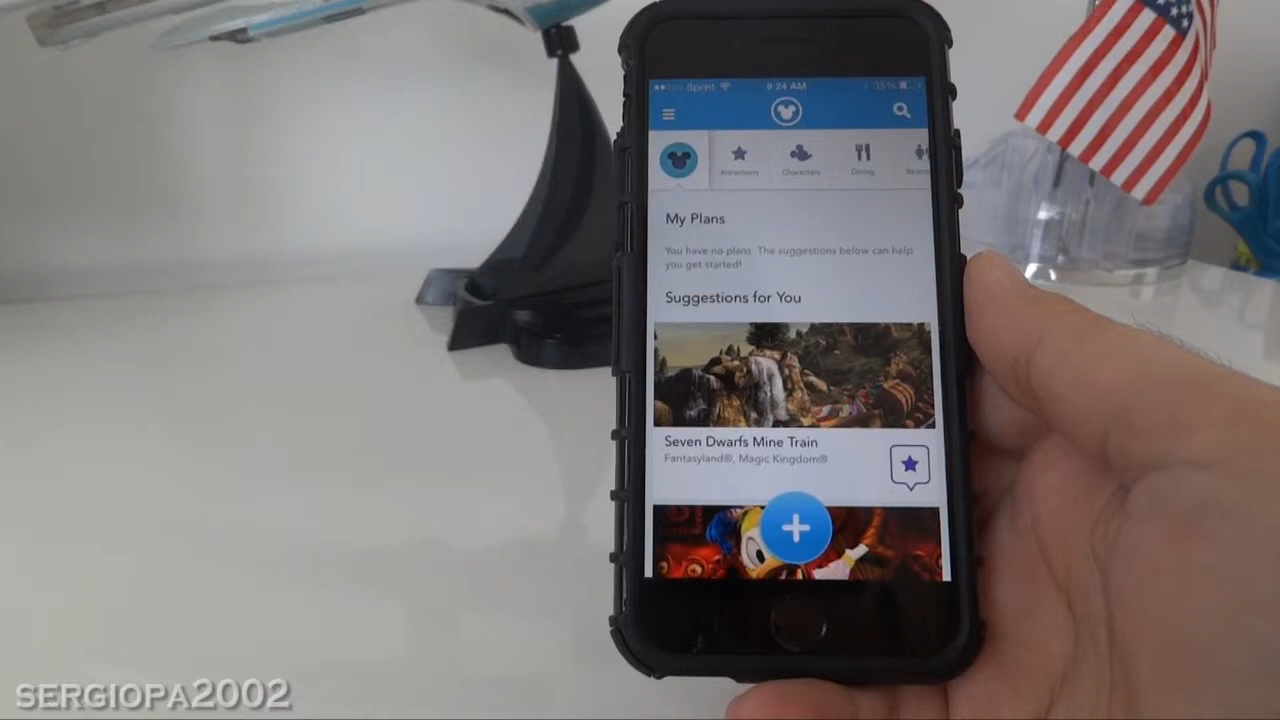 Sprint 9:24 AM 35%
Attractions Characters Dining
My Plans
You have no plans. The suggestions below can help
you get started!
Suggestions for You
Seven Dwarfs Mine Train
Fantasyland®, Magic Kingdom®
SERGIOPA2002